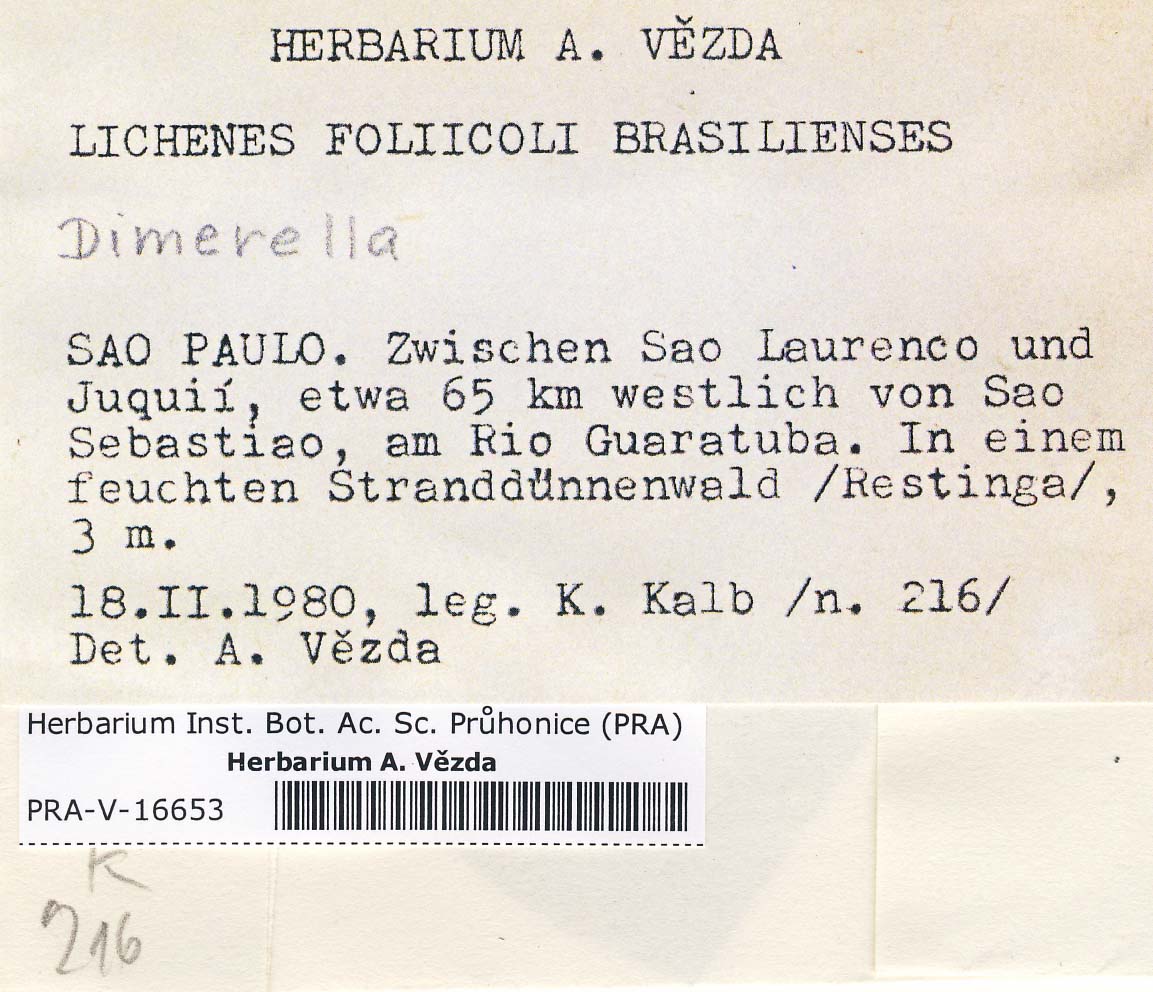 HERBARIUM A. VĚZDA
LICHENES FOLIICOLI BRASILIENSES
Dimerella
SAO PAULO. Zwischen Sao Laurenco und
Juquií, etwa 65 km westlich von Sao
Sebastiao, am Rio Guaratuba. In einem
feuchten Stranddünnenwald /Restinga/,
3 m.
18.II.1980, leg. K. Kalb /n. 216/
Det. A. Vězda
Herbarium Inst. Bot. Ac. Sc. Průhonice (PRA)
Herbarium A. Vězda
PRA-V-16653
K
216